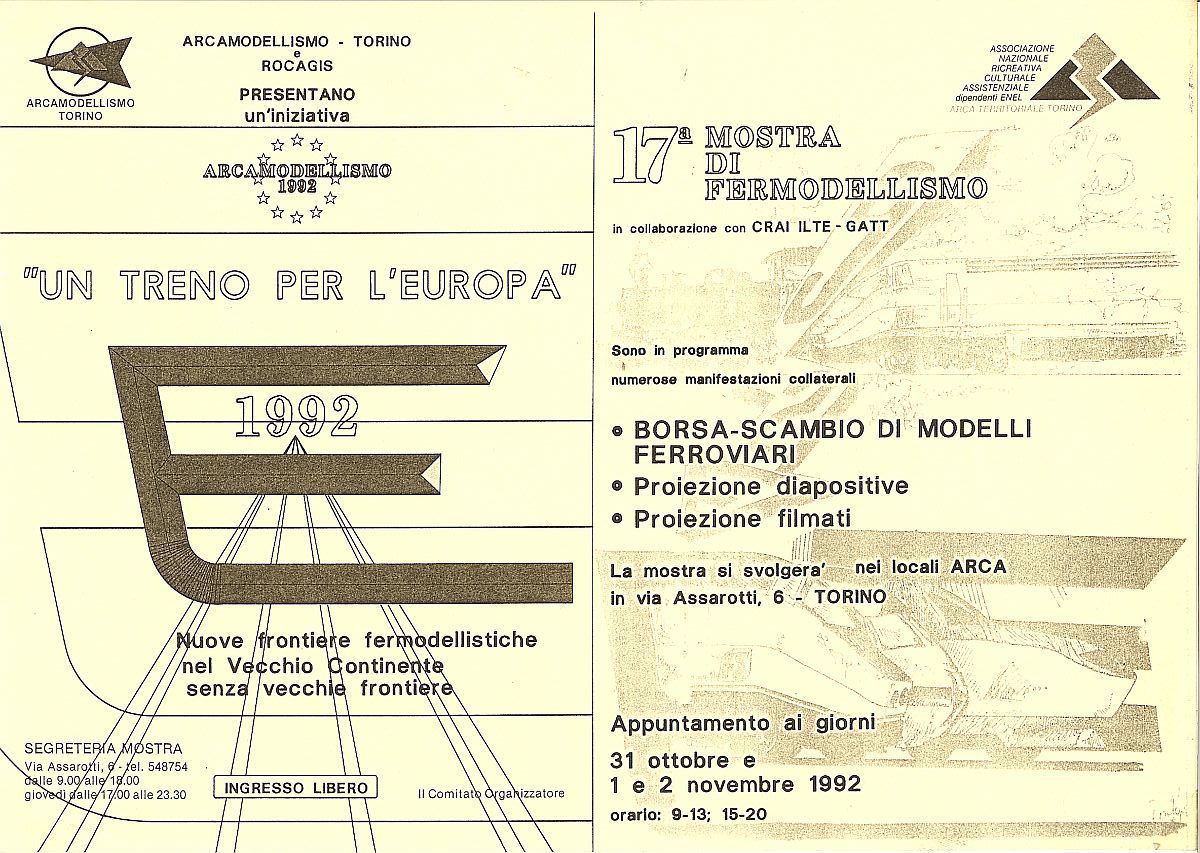 ARCAMODELLISMO
TORINO
ARCAMODELLISMO - TORINO
e
ROCAGIS
PRESENTANO
un'iniziativa
ARCAMODELLISMO
1992
"UN TRENO PER L'EUROPA"
1992
Nuove frontiere fermodellistiche
nel Vecchio Continente
senza vecchie frontiere
SEGRETERIA MOSTRA
Via Assarotti, 6 - tel. 548754
dalle 9.00 alle 18.00
giovedì dalle 17.00 alle 23.30
INGRESSO LIBERO
Il Comitato Organizzatore
ASSOCIAZIONE
NAZIONALE
RICREATIVA
CULTURALE
ASSISTENZIALE
dipendenti ENEL
ARCA TERRITORIALE TORINO
17ª MOSTRA
DI
FERMODELLISMO
in collaborazione con CRAI ILTE - GATT
Sono in programma
numerose manifestazioni collaterali
• BORSA-SCAMBIO DI MODELLI
FERROVIARI
• Proiezione diapositive
• Proiezione filmati
La mostra si svolgera' nei locali ARCA
in via Assarotti, 6 - TORINO
Appuntamento ai giorni
31 ottobre e
1 e 2 novembre 1992
orario: 9-13; 15-20